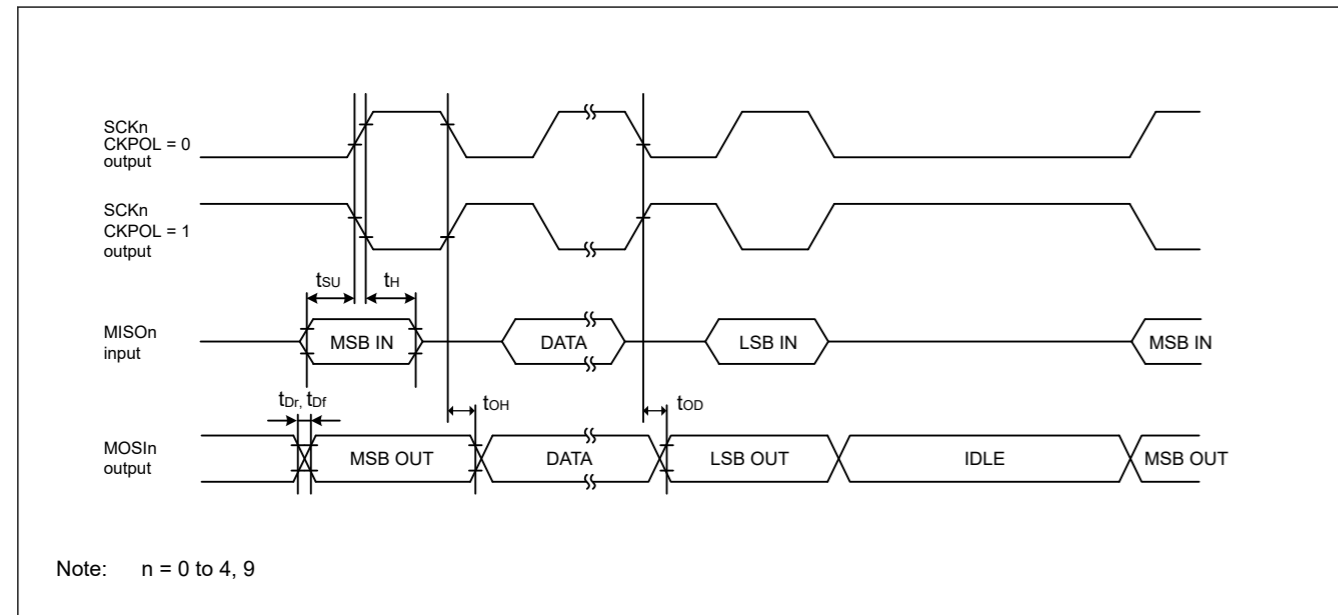 SCKn
CKPOL = 0
output
SCKn
CKPOL = 1
output
tSU
tH
MISOn
input
MSB IN
DATA
LSB IN
MSB IN
tDr, tDf
tOH
tOD
MOSIn
output
MSB OUT
DATA
LSB OUT
IDLE
MSB OUT
Note: n = 0 to 4, 9